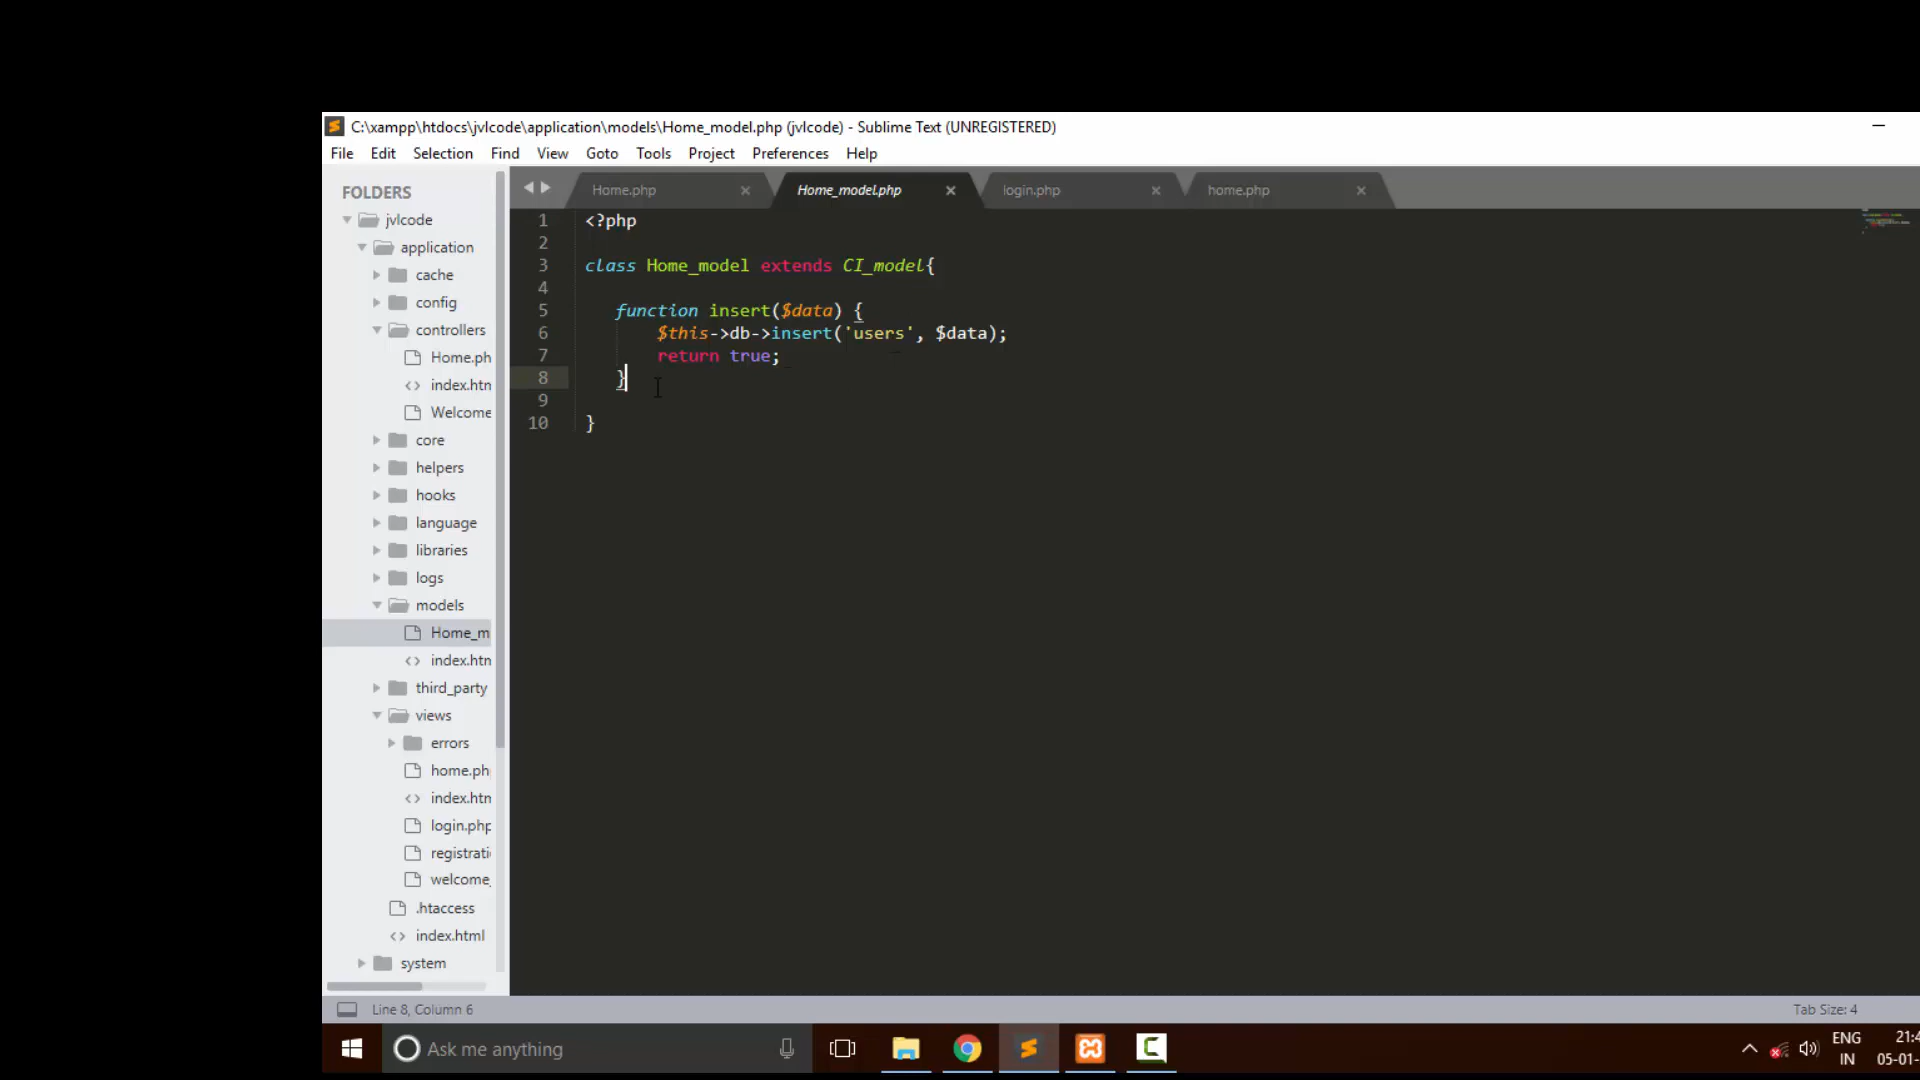 C:\xampp\htdocs\jvlcode\application\models\Home_model.php (jvlcode) - Sublime Text (UNREGISTERED)
File Edit Selection Find View Goto Tools Project Preferences Help
FOLDERS
jvlcode
application
cache
config
controllers
Home.ph
index.htn
Welcome
core
helpers
hooks
language
libraries
logs
models
Home_m
index.htn
third_party
views
errors
home.ph
index.htn
login.php
registrati
welcome_
.htaccess
index.html
system
Home.php Home_model.php login.php home.php
1 <?php
2
3 class Home_model extends CI_model{
4
5 function insert($data) {
6 $this->db->insert('users', $data);
7 return true;
8 }
9
10 }
Line 8, Column 6 Tab Size: 4
Ask me anything
ENG
IN
21:4
05-01-